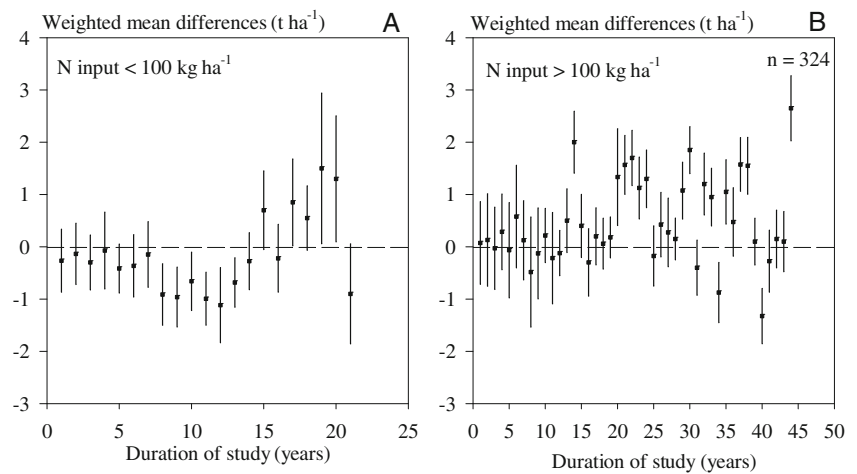 Weighted mean differences (t ha⁻¹) A
N input < 100 kg ha⁻¹
4
3
2
1
0
-1
-2
-3
0 5 10 15 20 25
Duration of study (years)
Weighted mean differences (t ha⁻¹) B
n = 324
N input > 100 kg ha⁻¹
4
3
2
1
0
-1
-2
-3
0 5 10 15 20 25 30 35 40 45 50
Duration of study (years)